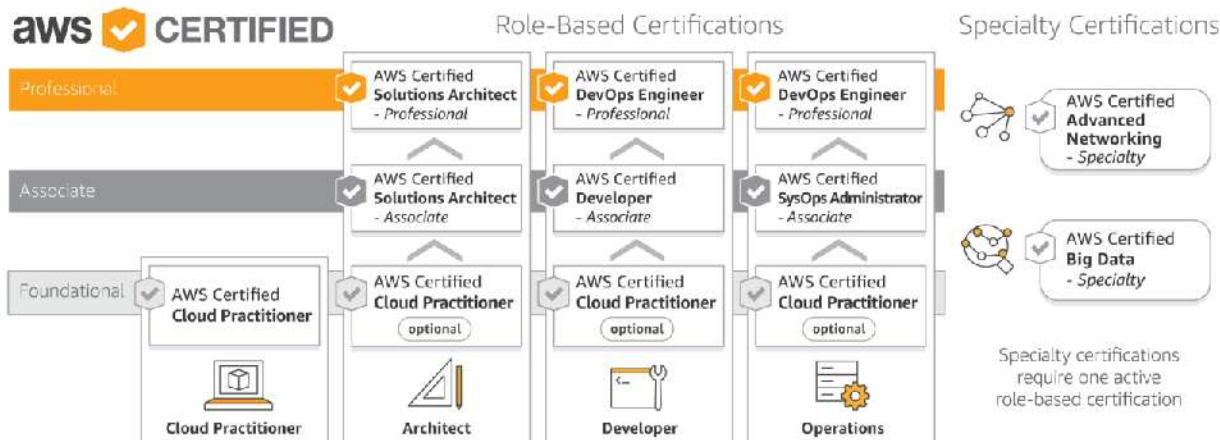 aws CERTIFIED
Role-Based Certifications
Specialty Certifications
Professional
AWS Certified
Solutions Architect
- Professional
AWS Certified
DevOps Engineer
- Professional
AWS Certified
DevOps Engineer
- Professional
AWS Certified
Advanced
Networking
- Specialty
Associate
AWS Certified
Solutions Architect
- Associate
AWS Certified
Developer
- Associate
AWS Certified
SysOps Administrator
- Associate
AWS Certified
Big Data
- Specialty
Foundational
AWS Certified
Cloud Practitioner
AWS Certified
Cloud Practitioner
optional
AWS Certified
Cloud Practitioner
optional
AWS Certified
Cloud Practitioner
optional
Specialty certifications
require one active
role-based certification
Cloud Practitioner
Architect
Developer
Operations